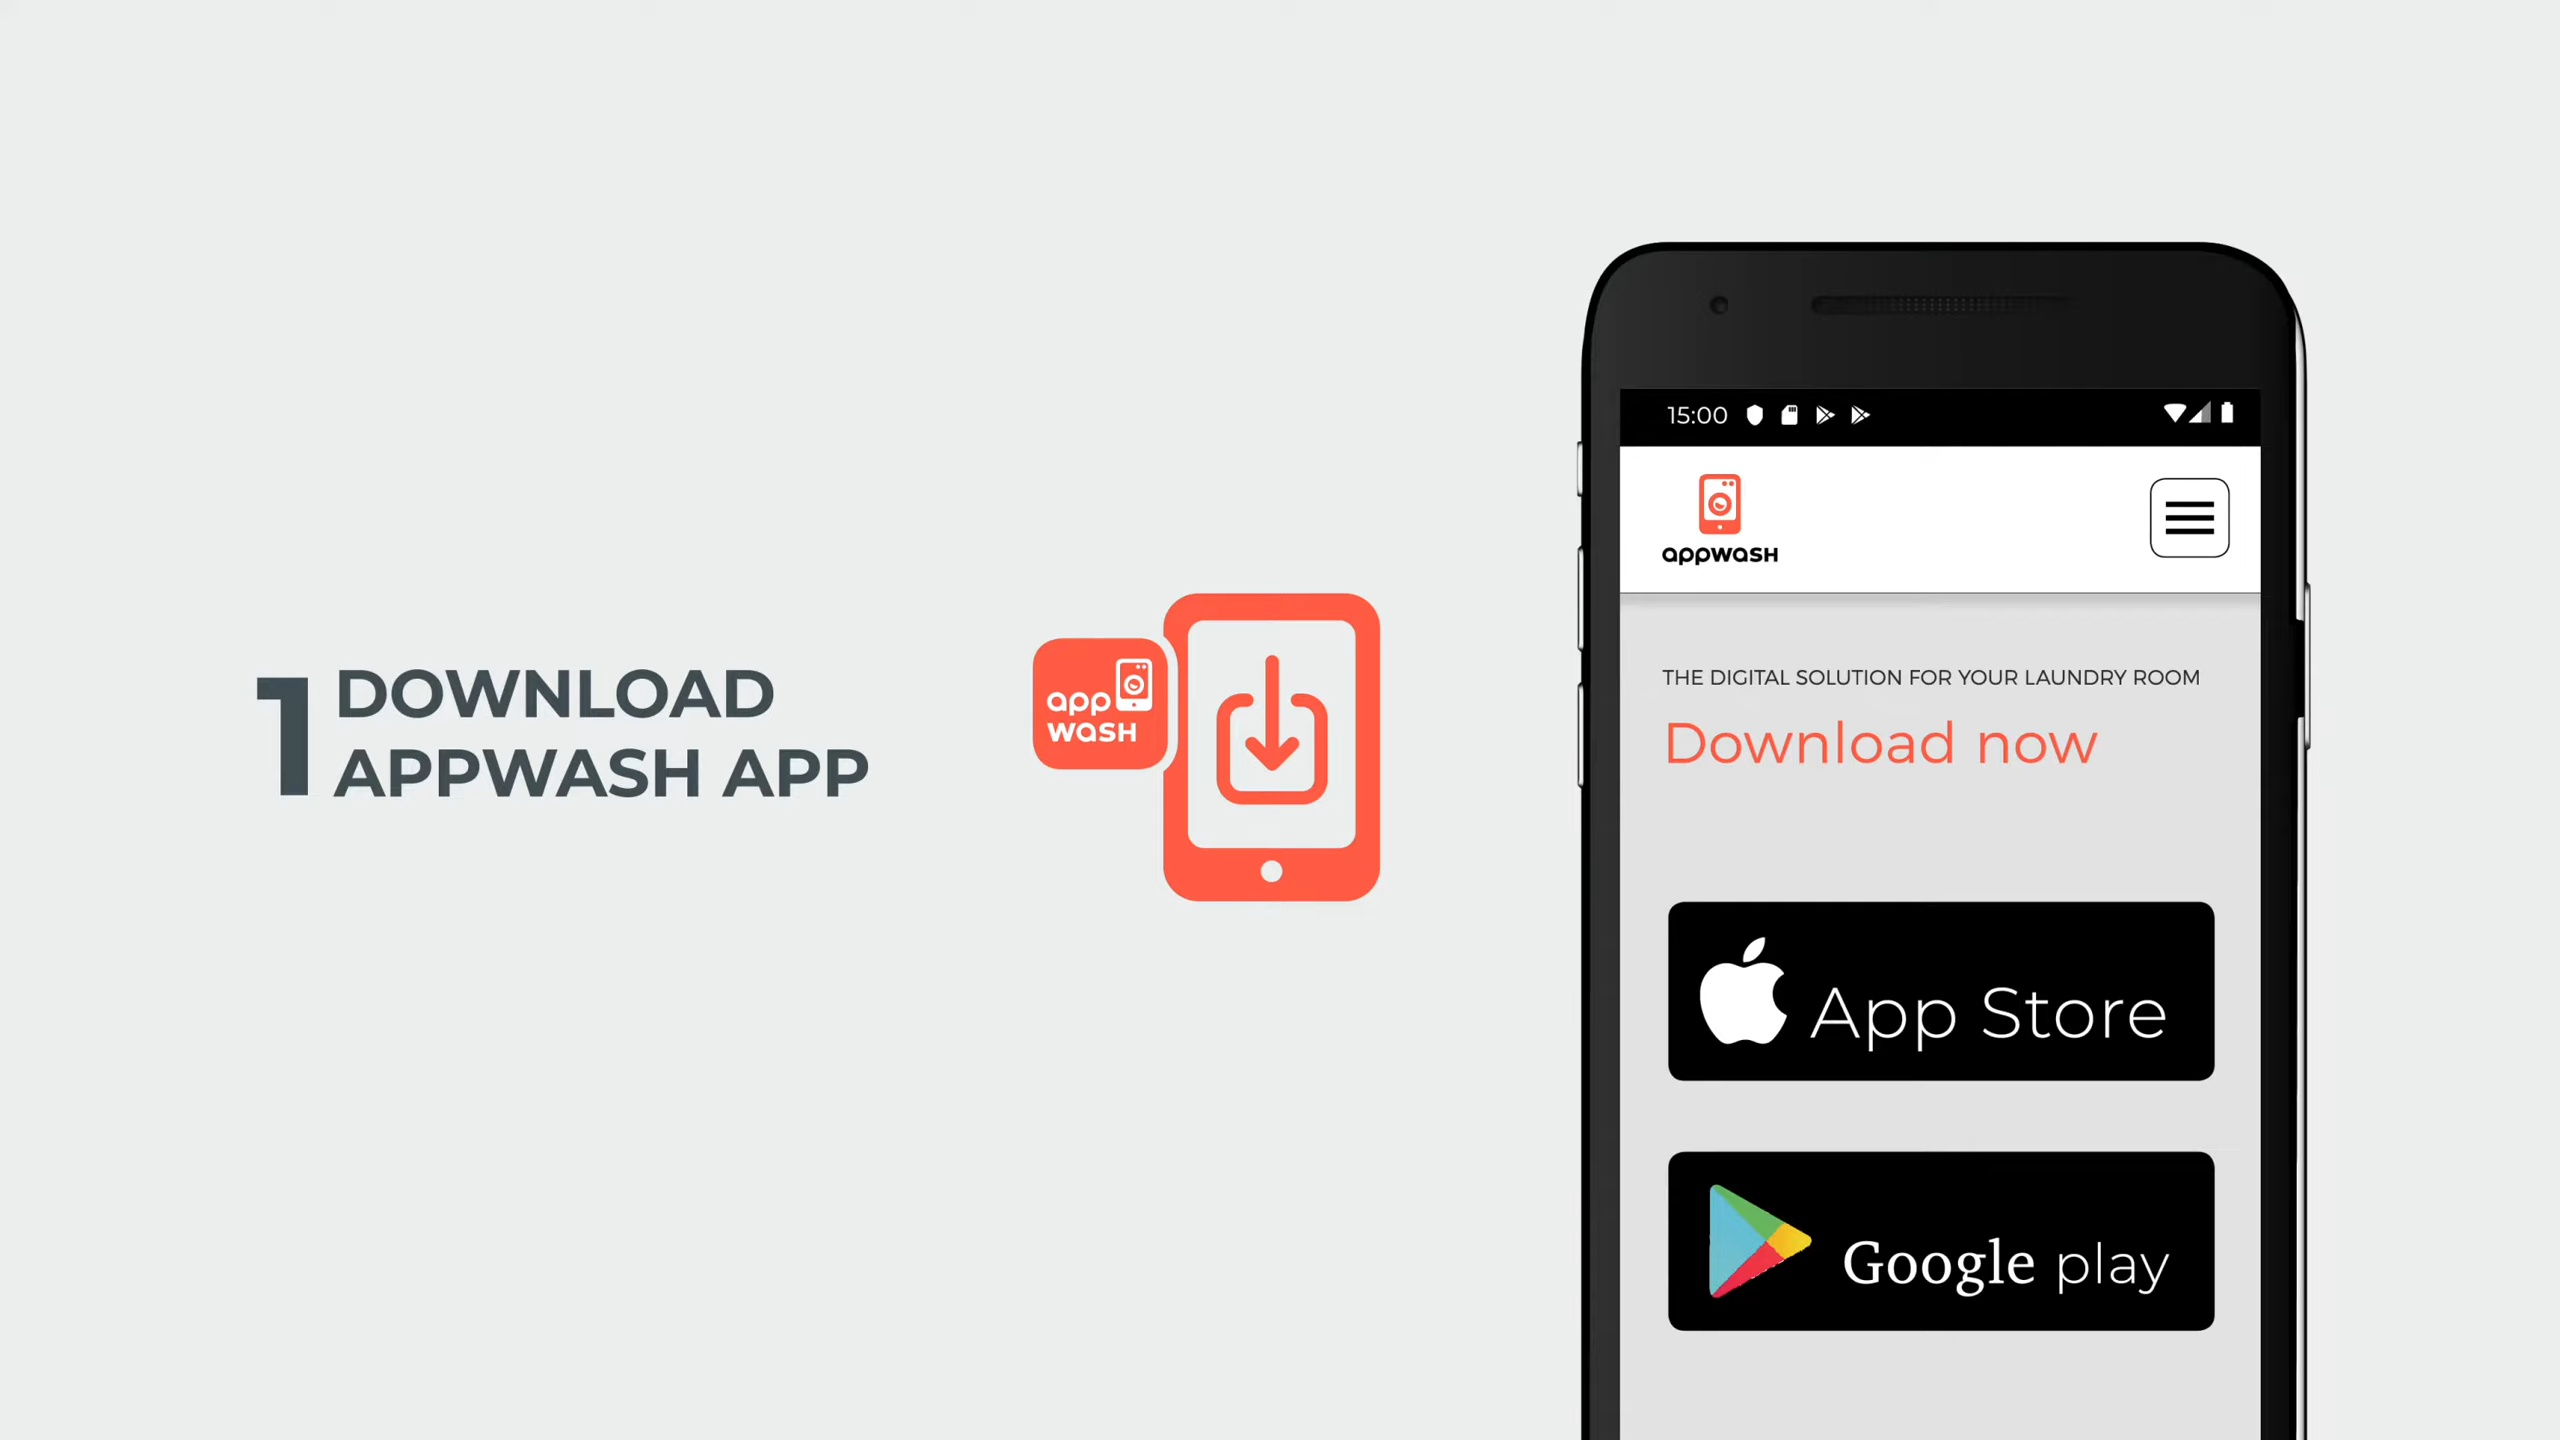 1
DOWNLOAD
APPWASH APP
app
wash
15:00
appwash
THE DIGITAL SOLUTION FOR YOUR LAUNDRY ROOM
Download now
App Store
Google play